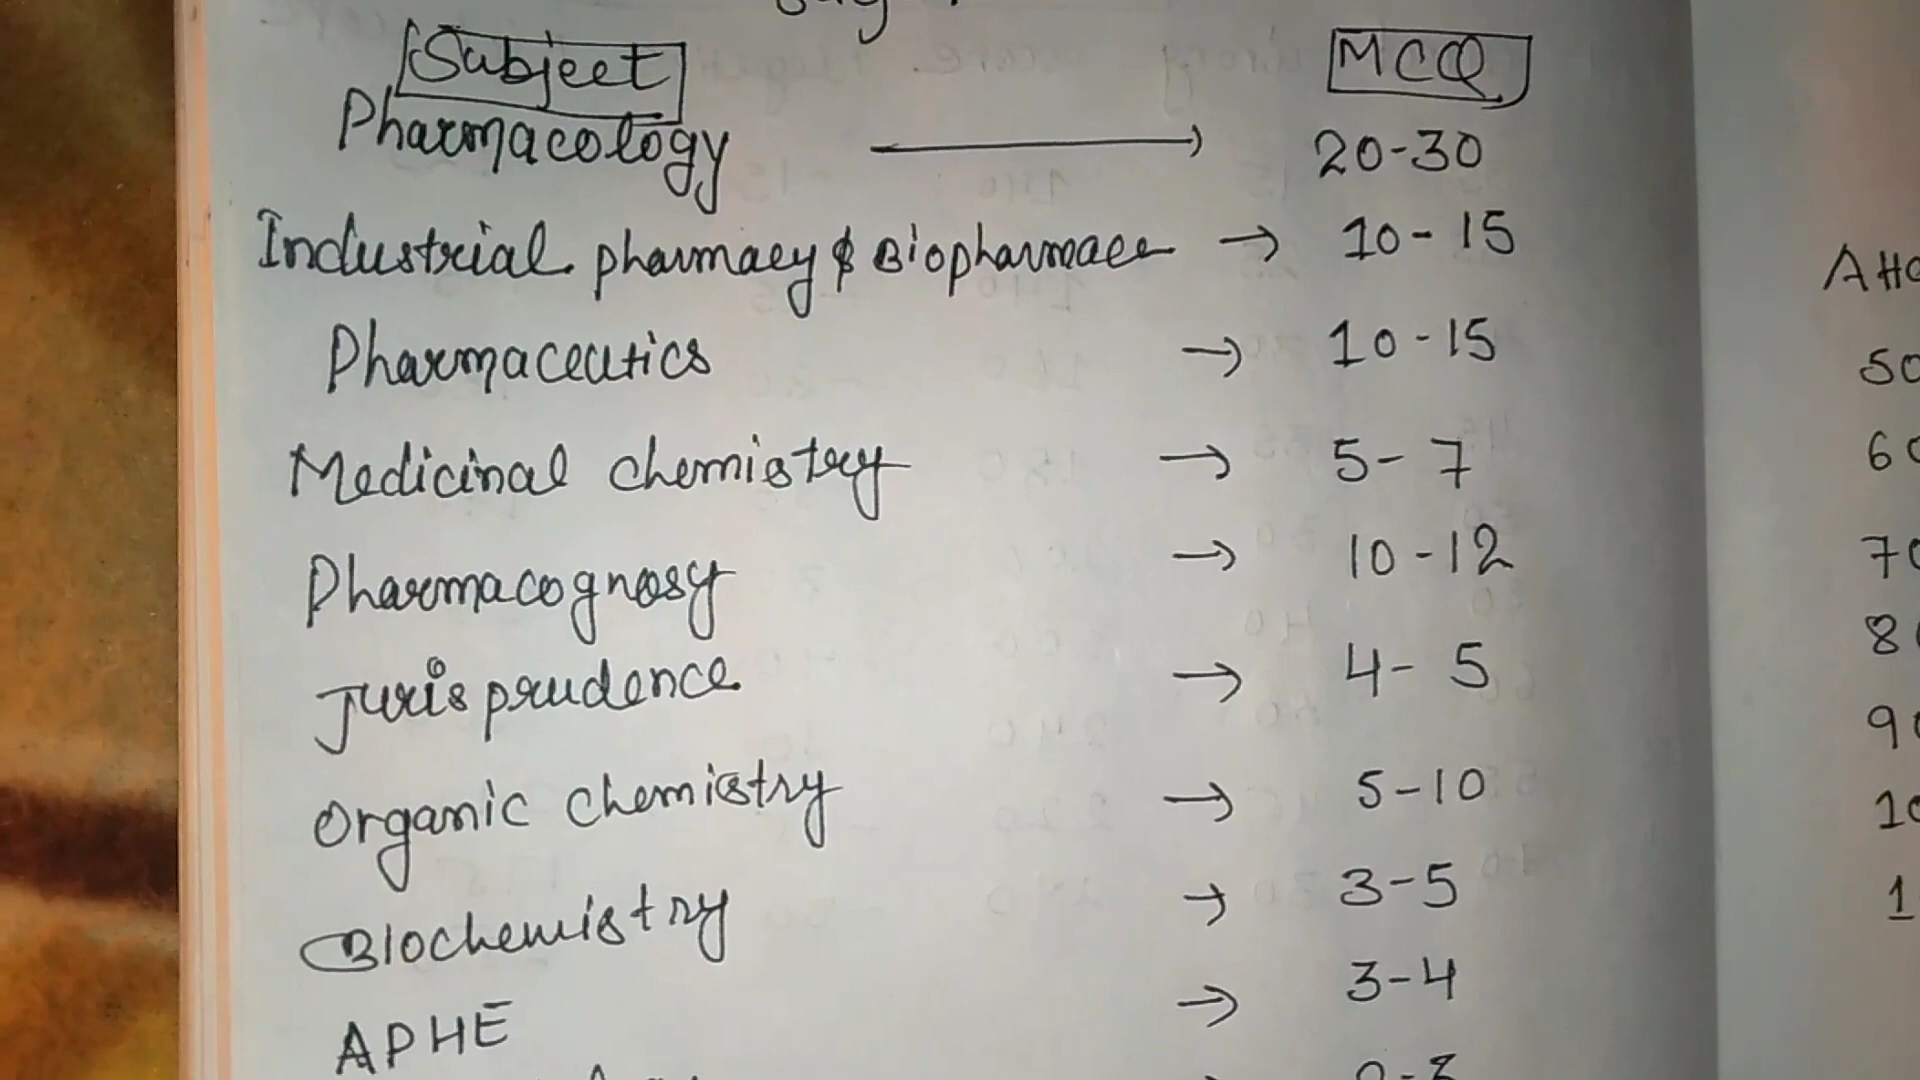 Subject MCQ
Pharmacology → 20-30
Industrial pharmacy & Biopharmace → 10-15
Pharmaceutics → 10-15
Medicinal chemistry → 5-7
Pharmacognosy → 10-12
Jurisprudence → 4-5
Organic chemistry → 5-10
Biochemistry → 3-5
APHE → 3-4